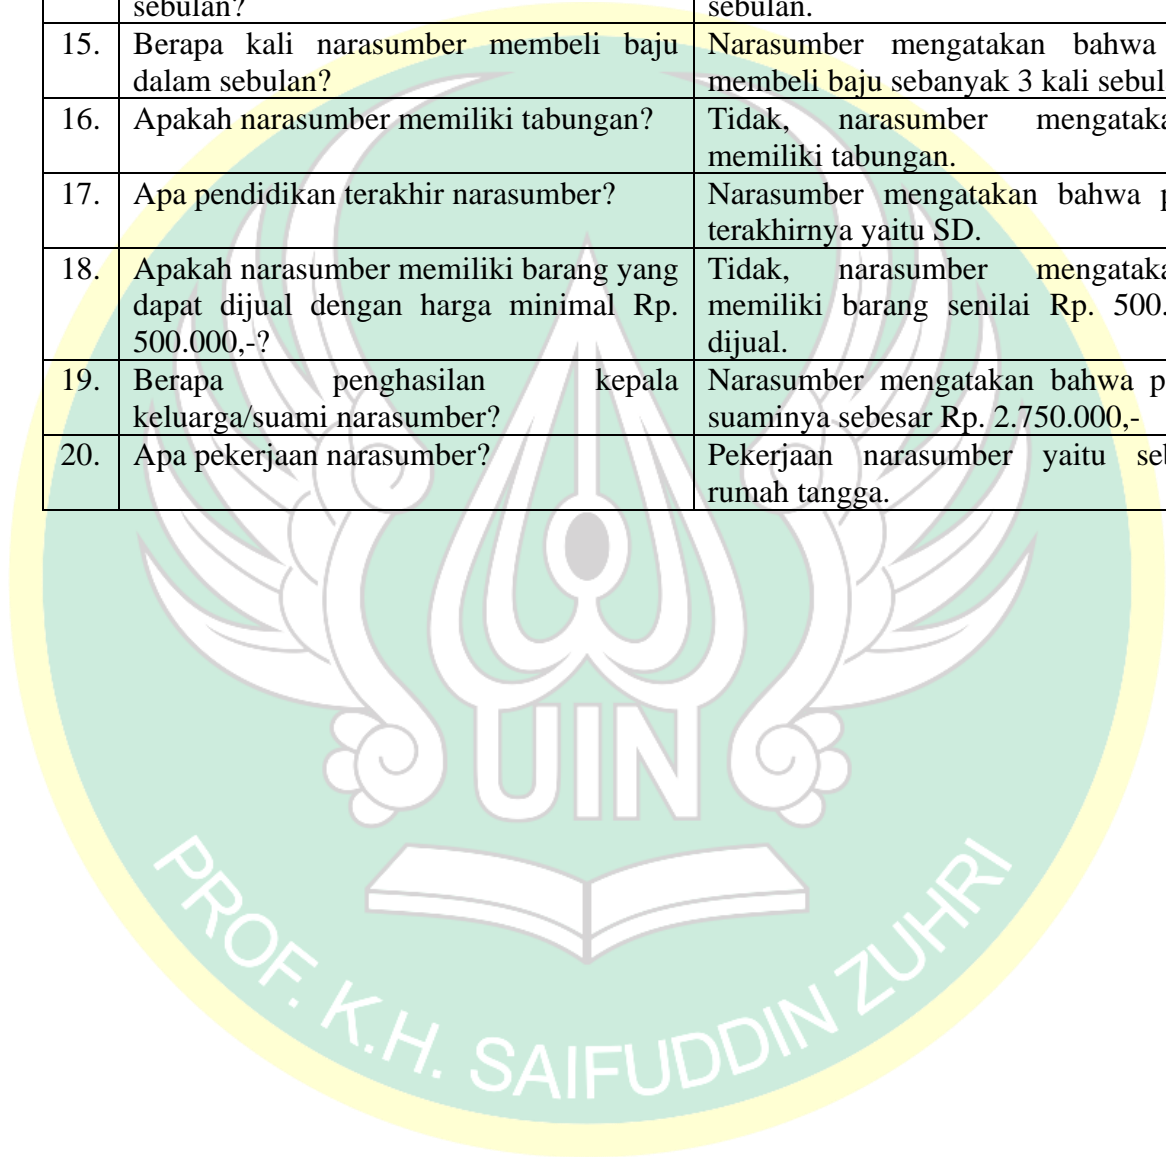 sebulan?
sebulan.
15. Berapa kali narasumber membeli baju
dalam sebulan?
Narasumber mengatakan bahwa
membeli baju sebanyak 3 kali
16. Apakah narasumber memiliki tabungan?
Tidak, narasumber
memiliki tabungan.
17. Apa pendidikan terakhir narasumber?
Narasumber mengatakan bahwa
terakhirnya yaitu SD.
18. Apakah narasumber memiliki barang yang
dapat dijual dengan harga minimal Rp.
500.000,-?
Tidak, narasumber
memiliki barang senilai Rp. 500.
dijual.
19. Berapa penghasilan kepala
keluarga/suami narasumber?
Narasumber mengatakan bahwa
suaminya sebesar Rp. 2.750.000,-
20. Apa pekerjaan narasumber?
Pekerjaan narasumber yaitu
rumah tangga.
UIN
PROF. K.H. SAIFUDDIN ZUHRI